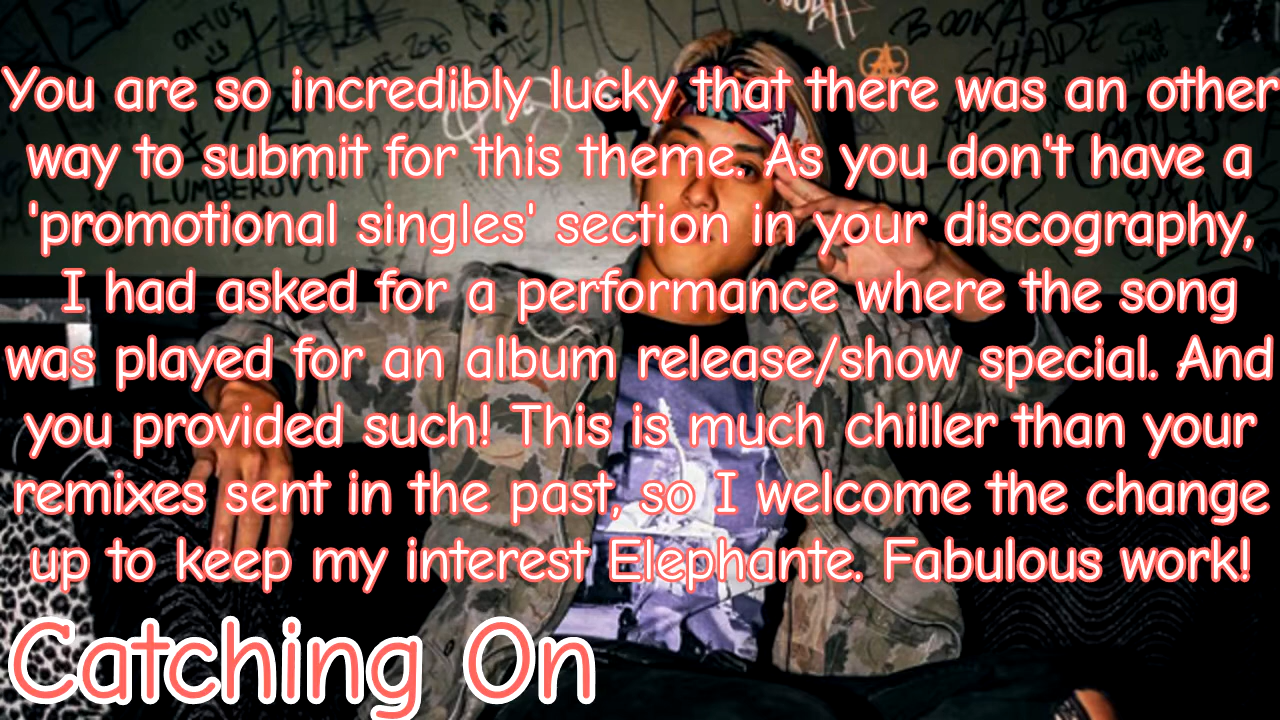 You are so incredibly lucky that there was an other
way to submit for this theme. As you don't have a
'promotional singles' section in your discography,
I had asked for a performance where the song
was played for an album release/show special. And
you provided such! This is much chiller than your
remixes sent in the past, so I welcome the change
up to keep my interest Elephante. Fabulous work!
Catching On
BOOKA
SHADE
LUMBERJVCK